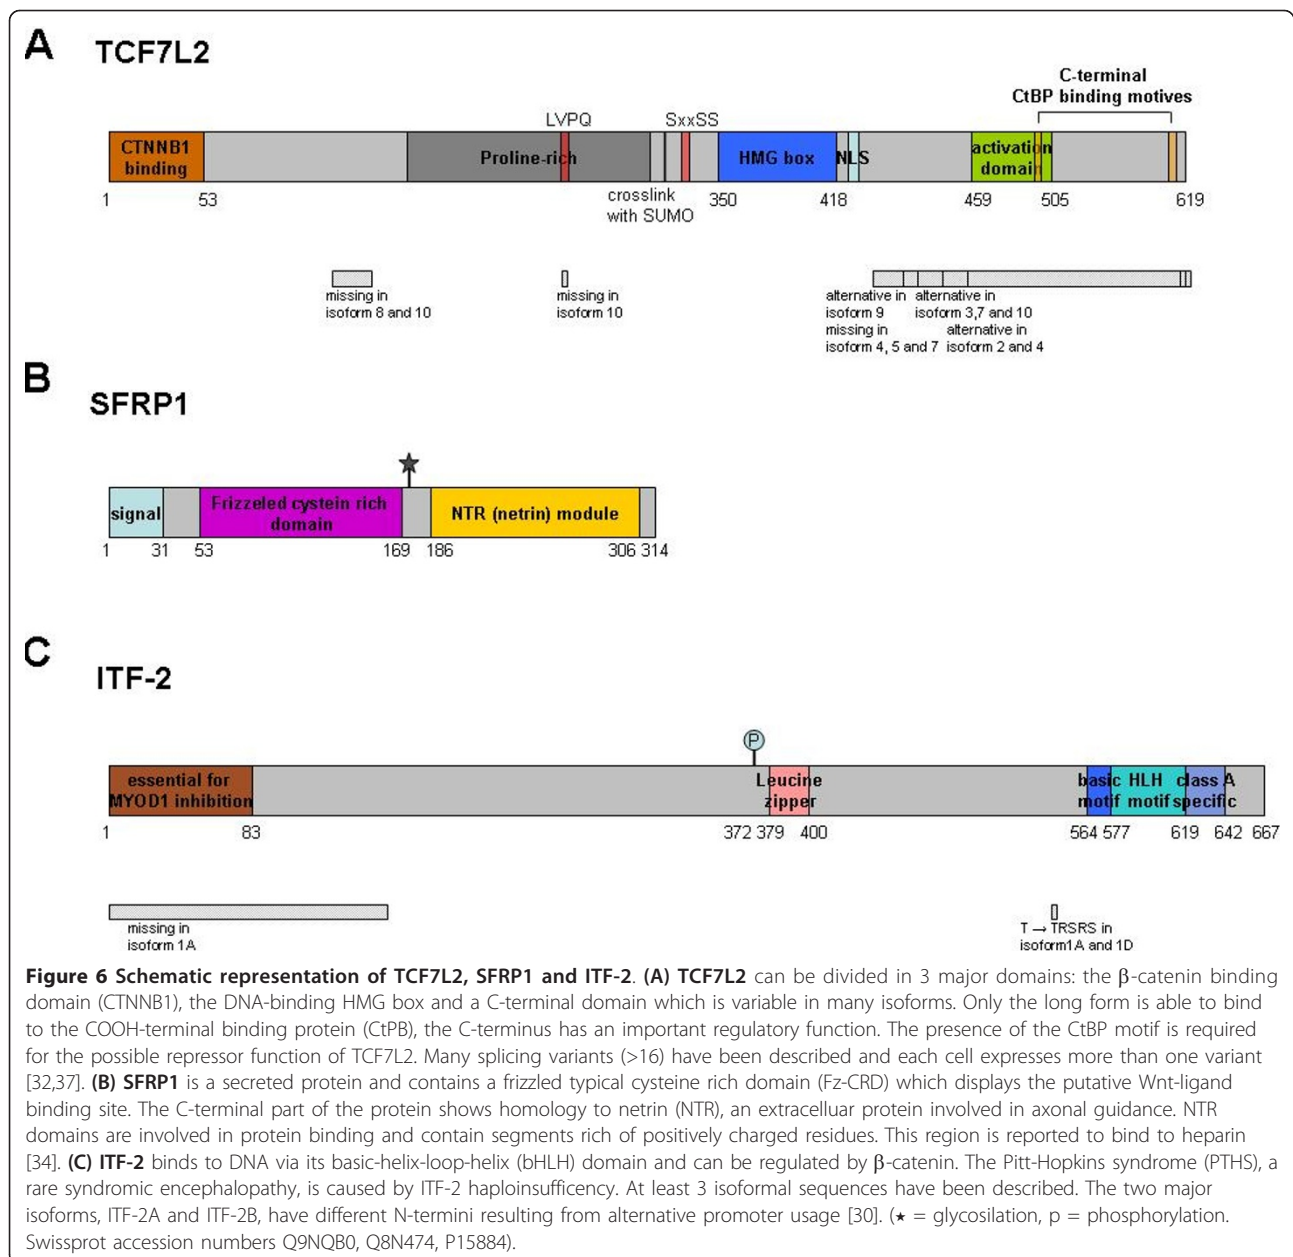 A TCF7L2
C-terminal
CtBP binding motives
LVPQ SxxSS
CTNNB1
binding
Proline-rich
HMG box
NLS
activation
domain
1 53 350 418 459 505 619
crosslink
with SUMO
missing in
isoform 8 and 10
missing in
isoform 10
alternative in
isoform 9
missing in
isoform 4, 5 and 7
alternative in
isoform 3,7 and 10
alternative in
isoform 2 and 4
B
SFRP1
signal
Frizzeled cystein rich
domain
NTR (netrin) module
1 31 53 169 186 306 314
C
ITF-2
P
essential for
MYOD1 inhibition
Leucine
zipper
basic
motif
HLH
motif
class A
specific
1 83 372 379 400 564 577 619 642 667
missing in
isoform 1A
T → TRSRS in
isoform1A and 1D
Figure 6 Schematic representation of TCF7L2, SFRP1 and ITF-2. (A) TCF7L2 can be divided in 3 major domains: the β-catenin binding
domain (CTNNB1), the DNA-binding HMG box and a C-terminal domain which is variable in many isoforms. Only the long form is able to bind
to the COOH-terminal binding protein (CtPB), the C-terminus has an important regulatory function. The presence of the CtBP motif is required
for the possible repressor function of TCF7L2. Many splicing variants (>16) have been described and each cell expresses more than one variant
[32,37]. (B) SFRP1 is a secreted protein and contains a frizzled typical cysteine rich domain (Fz-CRD) which displays the putative Wnt-ligand
binding site. The C-terminal part of the protein shows homology to netrin (NTR), an extracelluar protein involved in axonal guidance. NTR
domains are involved in protein binding and contain segments rich of positively charged residues. This region is reported to bind to heparin
[34]. (C) ITF-2 binds to DNA via its basic-helix-loop-helix (bHLH) domain and can be regulated by β-catenin. The Pitt-Hopkins syndrome (PTHS), a
rare syndromic encephalopathy, is caused by ITF-2 haploinsufficency. At least 3 isoformal sequences have been described. The two major
isoforms, ITF-2A and ITF-2B, have different N-termini resulting from alternative promoter usage [30]. (★ = glycosilation, p = phosphorylation.
Swissprot accession numbers Q9NQB0, Q8N474, P15884).